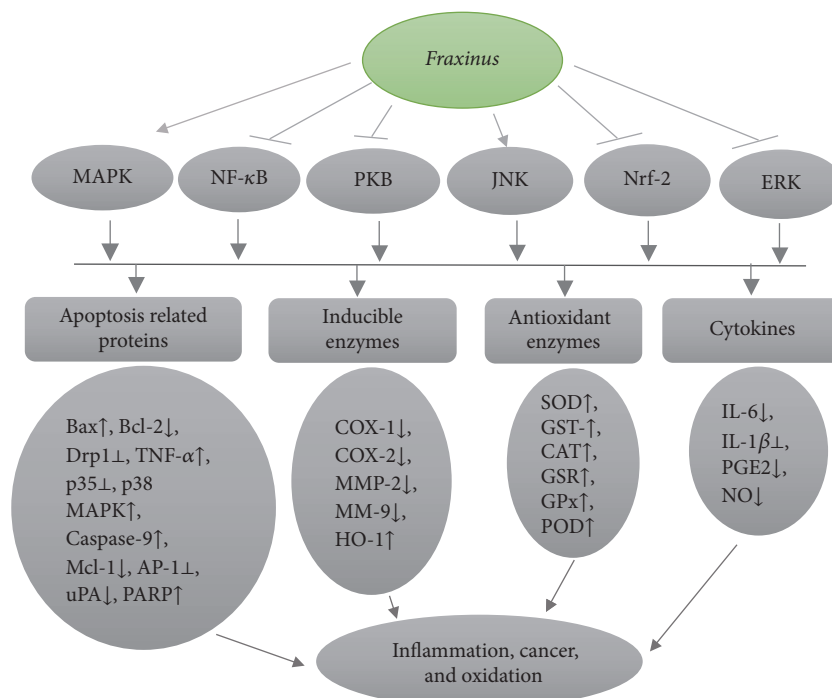 Fraxinus
MAPK
NF-κB
PKB
JNK
Nrf-2
ERK
Apoptosis related
proteins
Inducible
enzymes
Antioxidant
enzymes
Cytokines
Bax↑, Bcl-2↓,
Drp1⊥, TNF-α↑,
p35⊥, p38
MAPK↑,
Caspase-9↑,
Mcl-1↓, AP-1⊥,
uPA↓, PARP↑
COX-1↓,
COX-2↓,
MMP-2↓,
MM-9↓,
HO-1↑
SOD↑,
GST-↑,
CAT↑,
GSR↑,
GPx↑,
POD↑
IL-6↓,
IL-1β⊥,
PGE2↓,
NO↓
Inflammation, cancer,
and oxidation